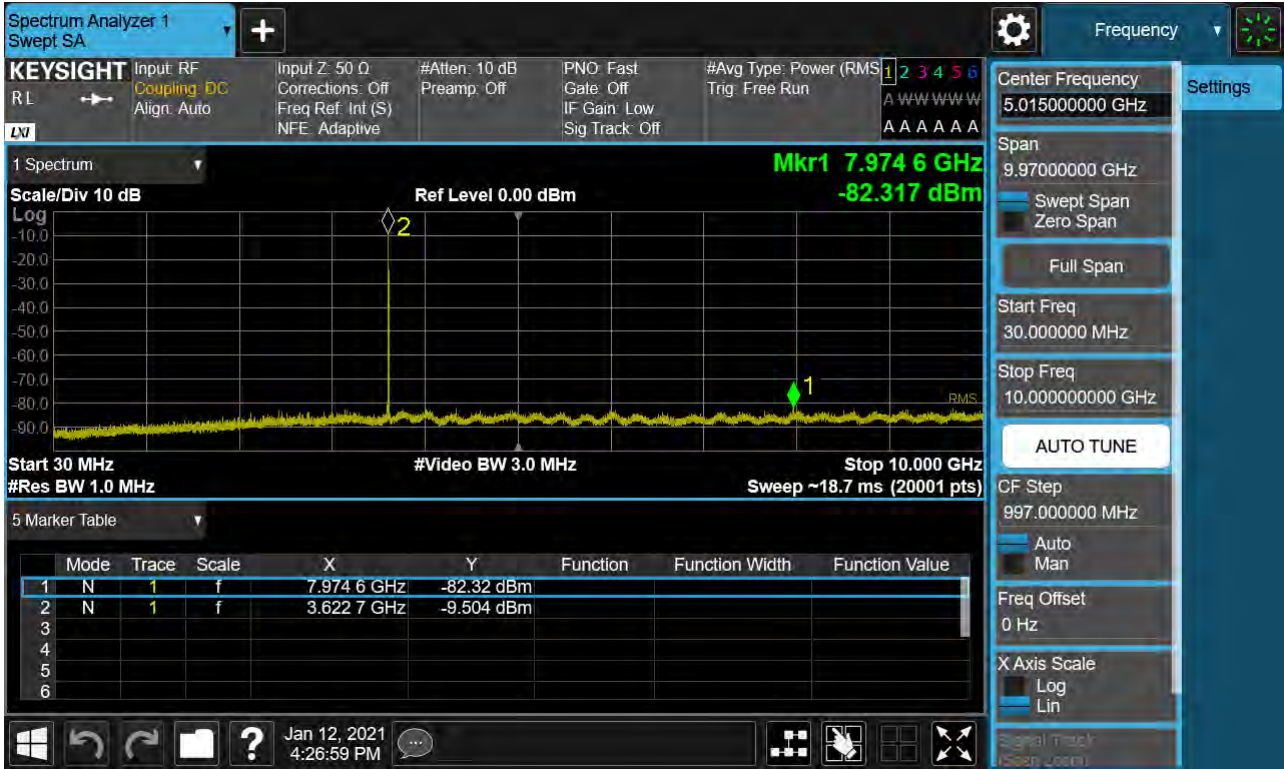 Spectrum Analyzer 1
Swept SA
Frequency
KEYSIGHT
R L
LXI
Input: RF
Coupling: DC
Align: Auto
Input Z: 50 Ω
Corrections: Off
Freq Ref: Int (S)
NFE: Adaptive
#Atten: 10 dB
Preamp: Off
PNO: Fast
Gate: Off
IF Gain: Low
Sig Track: Off
#Avg Type: Power (RMS
Trig: Free Run
1 2 3 4 5 6
A W W W W W
A A A A A A
1 Spectrum
Mkr1 7.974 6 GHz
-82.317 dBm
Scale/Div 10 dB
Ref Level 0.00 dBm
Log
-10.0
-20.0
-30.0
-40.0
-50.0
-60.0
-70.0
-80.0
-90.0
2
1
RMS
Start 30 MHz
#Video BW 3.0 MHz
Stop 10.000 GHz
#Res BW 1.0 MHz
Sweep ~18.7 ms (20001 pts)
5 Marker Table
Mode Trace Scale X Y Function Function Width Function Value
1 N 1 f 7.974 6 GHz -82.32 dBm
2 N 1 f 3.622 7 GHz -9.504 dBm
3
4
5
6
Jan 12, 2021
4:26:59 PM
Center Frequency
5.015000000 GHz
Settings
Span
9.97000000 GHz
Swept Span
Zero Span
Full Span
Start Freq
30.000000 MHz
Stop Freq
10.000000000 GHz
AUTO TUNE
CF Step
997.000000 MHz
Auto
Man
Freq Offset
0 Hz
X Axis Scale
Log
Lin
Signal Track
(Span Zoom)